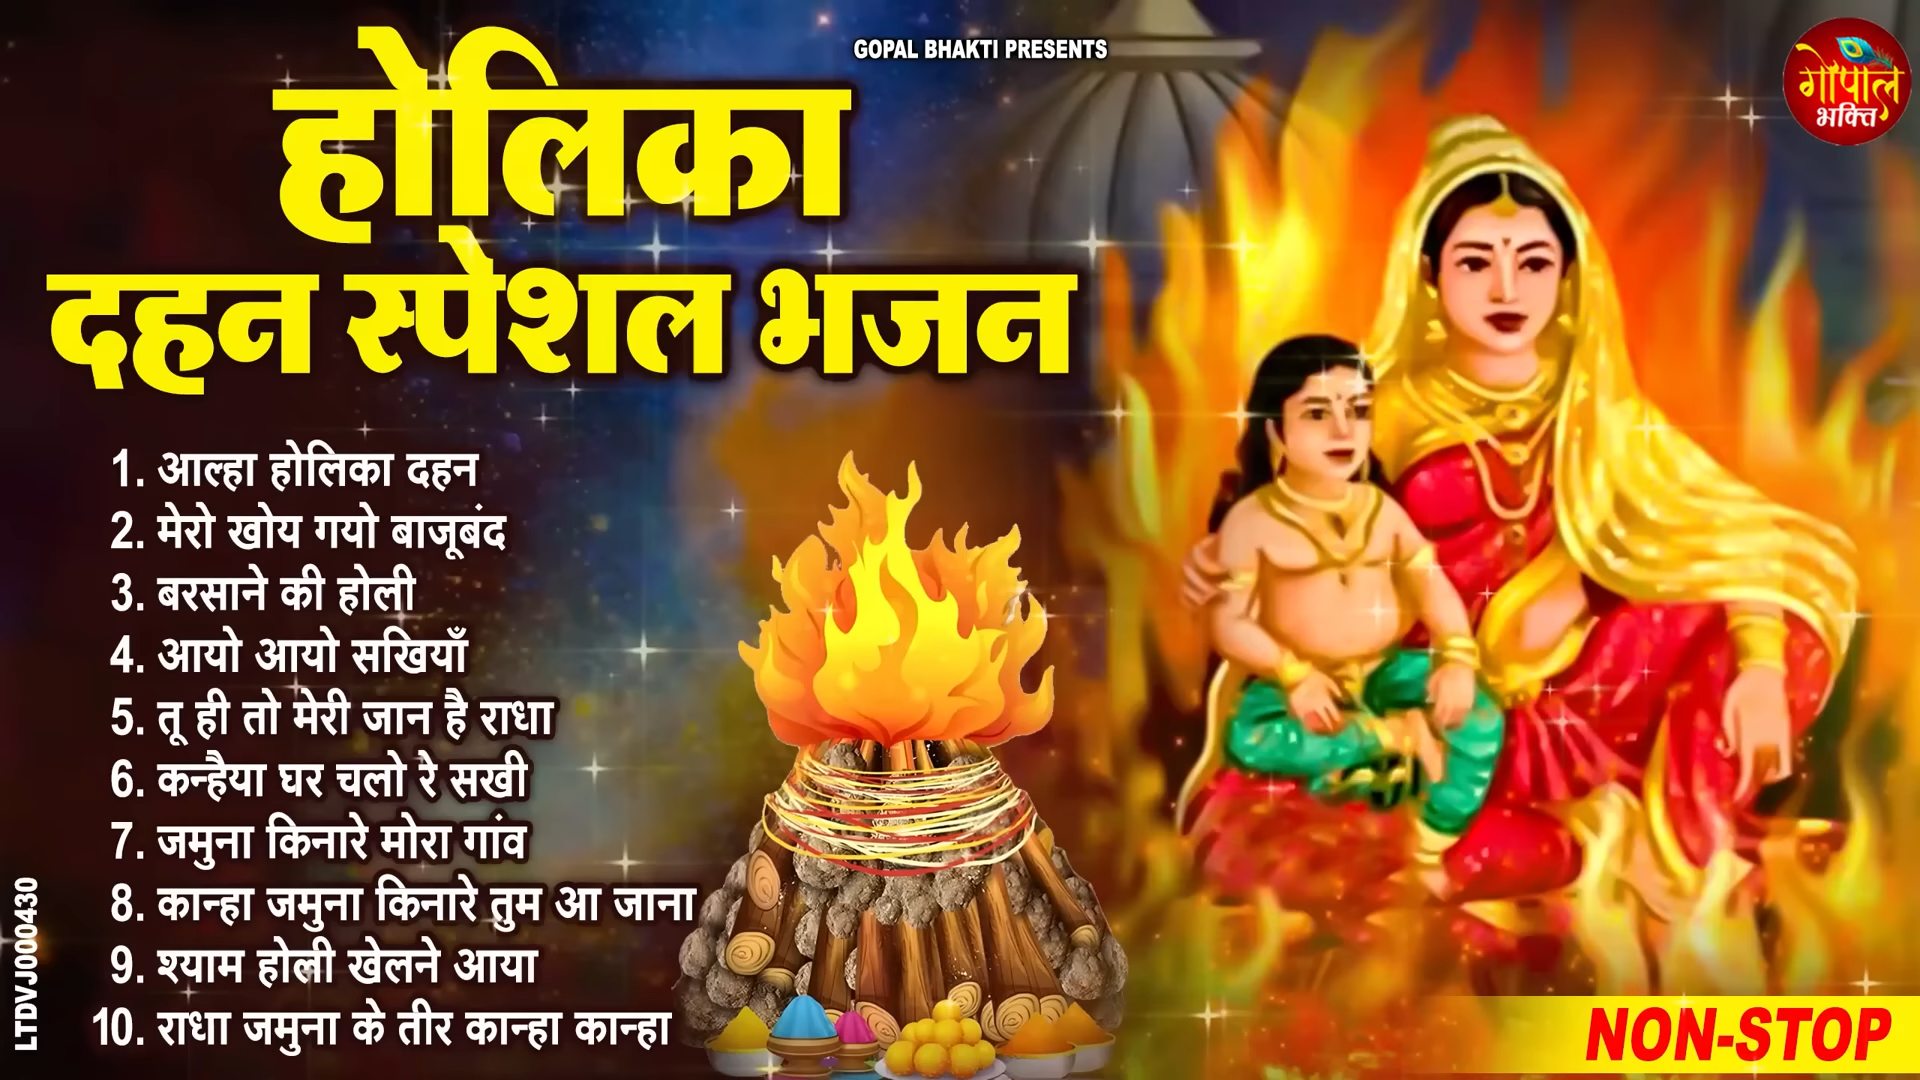 GOPAL BHAKTI PRESENTS
गोपाल
भक्ति
होलिका
दहन स्पेशल भजन
1. आल्हा होलिका दहन
2. मेरो खोय गयो बाजूबंद
3. बरसाने की होली
4. आयो आयो सखियाँ
5. तू ही तो मेरी जान है राधा
6. कन्हैया घर चलो रे सखी
7. जमुना किनारे मोरा गांव
8. कान्हा जमुना किनारे तुम आ जाना
9. श्याम होली खेलने आया
10. राधा जमुना के तीर कान्हा कान्हा
LTDVJ000430
NON-STOP